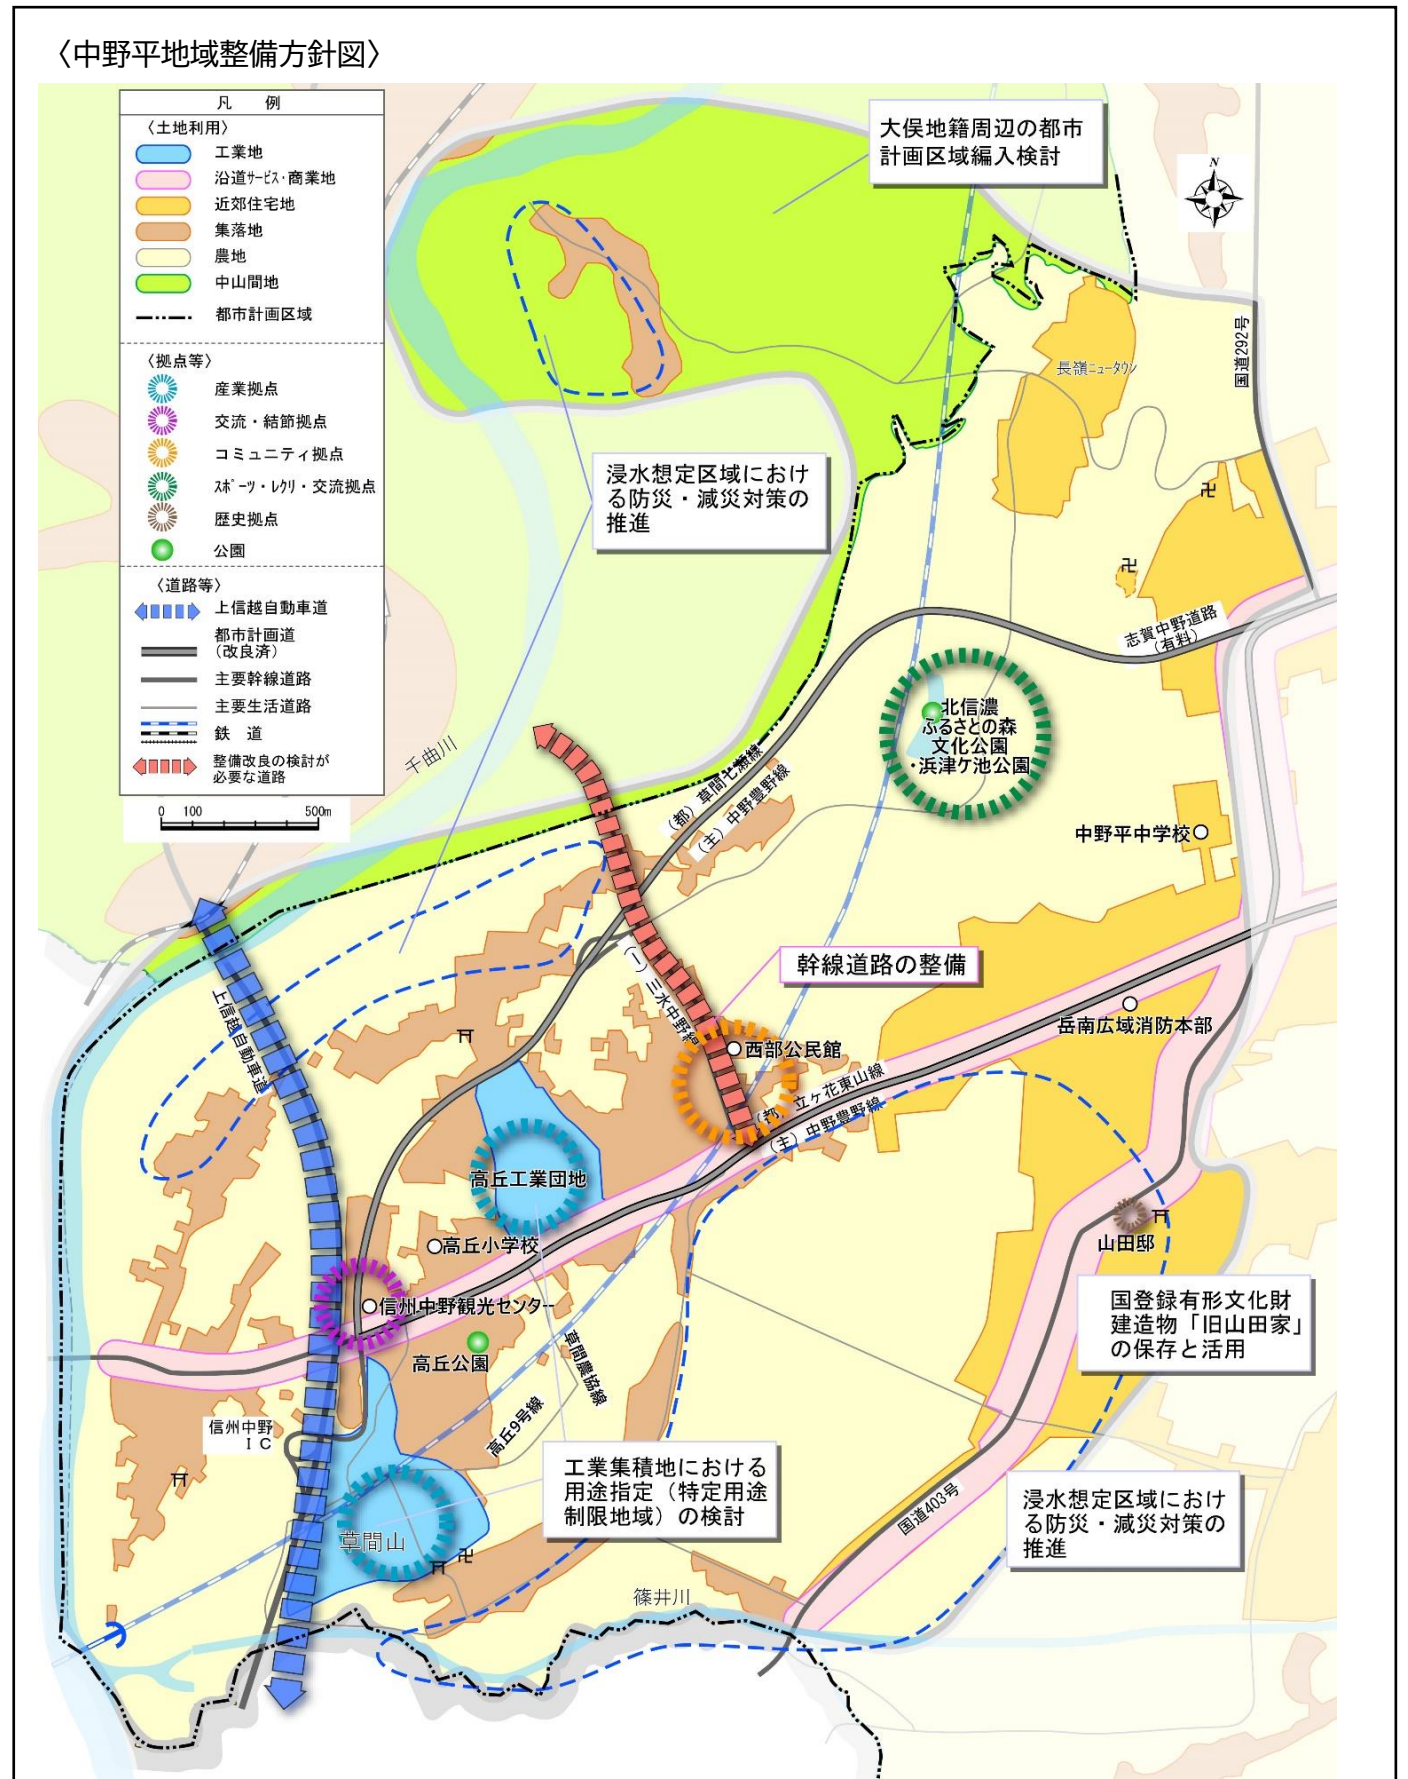 〈中野平地域整備方針図〉
凡　例
〈土地利用〉
工業地
沿道サービス・商業地
近郊住宅地
集落地
農地
中山間地
都市計画区域
〈拠点等〉
産業拠点
交流・結節拠点
コミュニティ拠点
スポーツ・レクリ・交流拠点
歴史拠点
公園
〈道路等〉
上信越自動車道
都市計画道
（改良済）
主要幹線道路
主要生活道路
鉄　道
整備改良の検討が
必要な道路
0　100　500m
N
大俣地籍周辺の都市
計画区域編入検討
国道292号
長嶺ニュータウン
浸水想定区域におけ
る防災・減災対策の
推進
志賀中野道路
（有料）
千曲川
北信濃
ふるさとの森
文化公園
・浜津ケ池公園
（都）草間七瀬線
（主）中野豊野線
中野平中学校
幹線道路の整備
（一）三水中野線
上信越自動車道
岳南広域消防本部
西部公民館
（都）立ヶ花東山線
（主）中野豊野線
高丘工業団地
高丘小学校
山田邸
信州中野観光センター
国登録有形文化財
建造物「旧山田家」
の保存と活用
高丘公園
草間農協線
高丘9号線
信州中野
ＩＣ
工業集積地における
用途指定（特定用途
制限地域）の検討
国道403号
浸水想定区域におけ
る防災・減災対策の
推進
草間山
篠井川